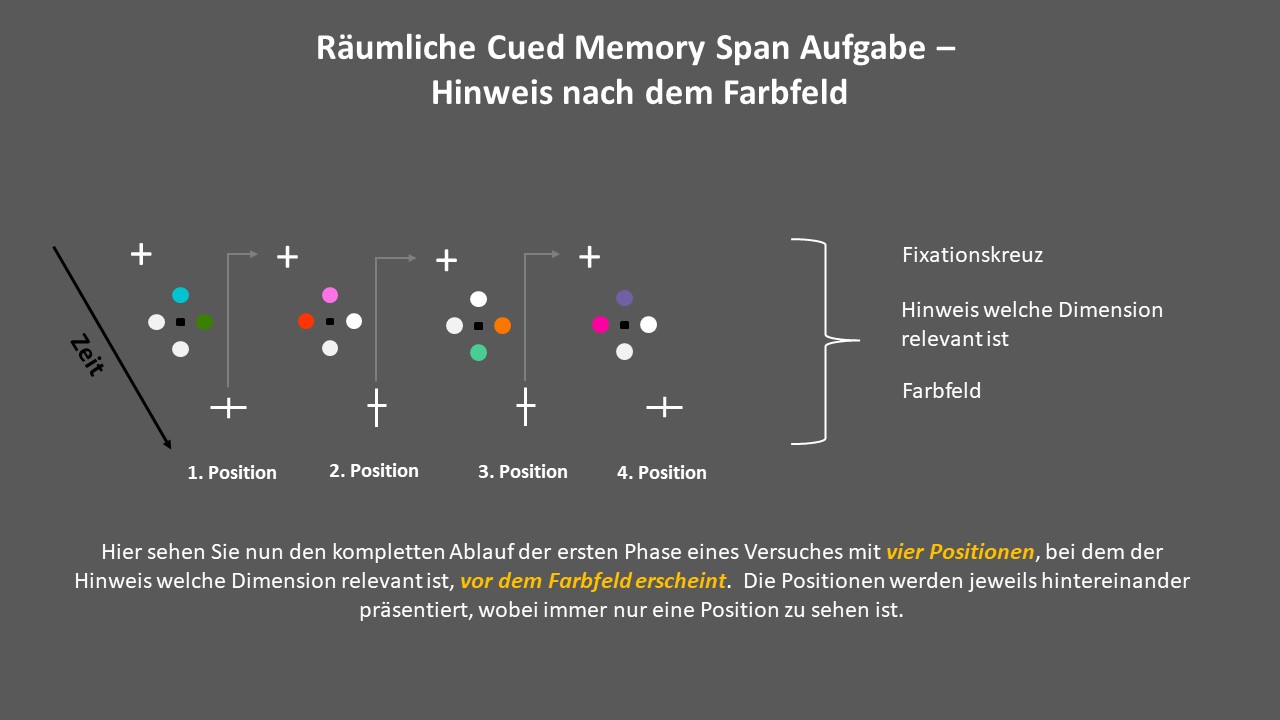 Räumliche Cued Memory Span Aufgabe –
Hinweis nach dem Farbfeld
Zeit
1. Position
2. Position
3. Position
4. Position
Fixationskreuz
Hinweis welche Dimension
relevant ist
Farbfeld
Hier sehen Sie nun den kompletten Ablauf der ersten Phase eines Versuches mit vier Positionen, bei dem der
Hinweis welche Dimension relevant ist, vor dem Farbfeld erscheint. Die Positionen werden jeweils hintereinander
präsentiert, wobei immer nur eine Position zu sehen ist.